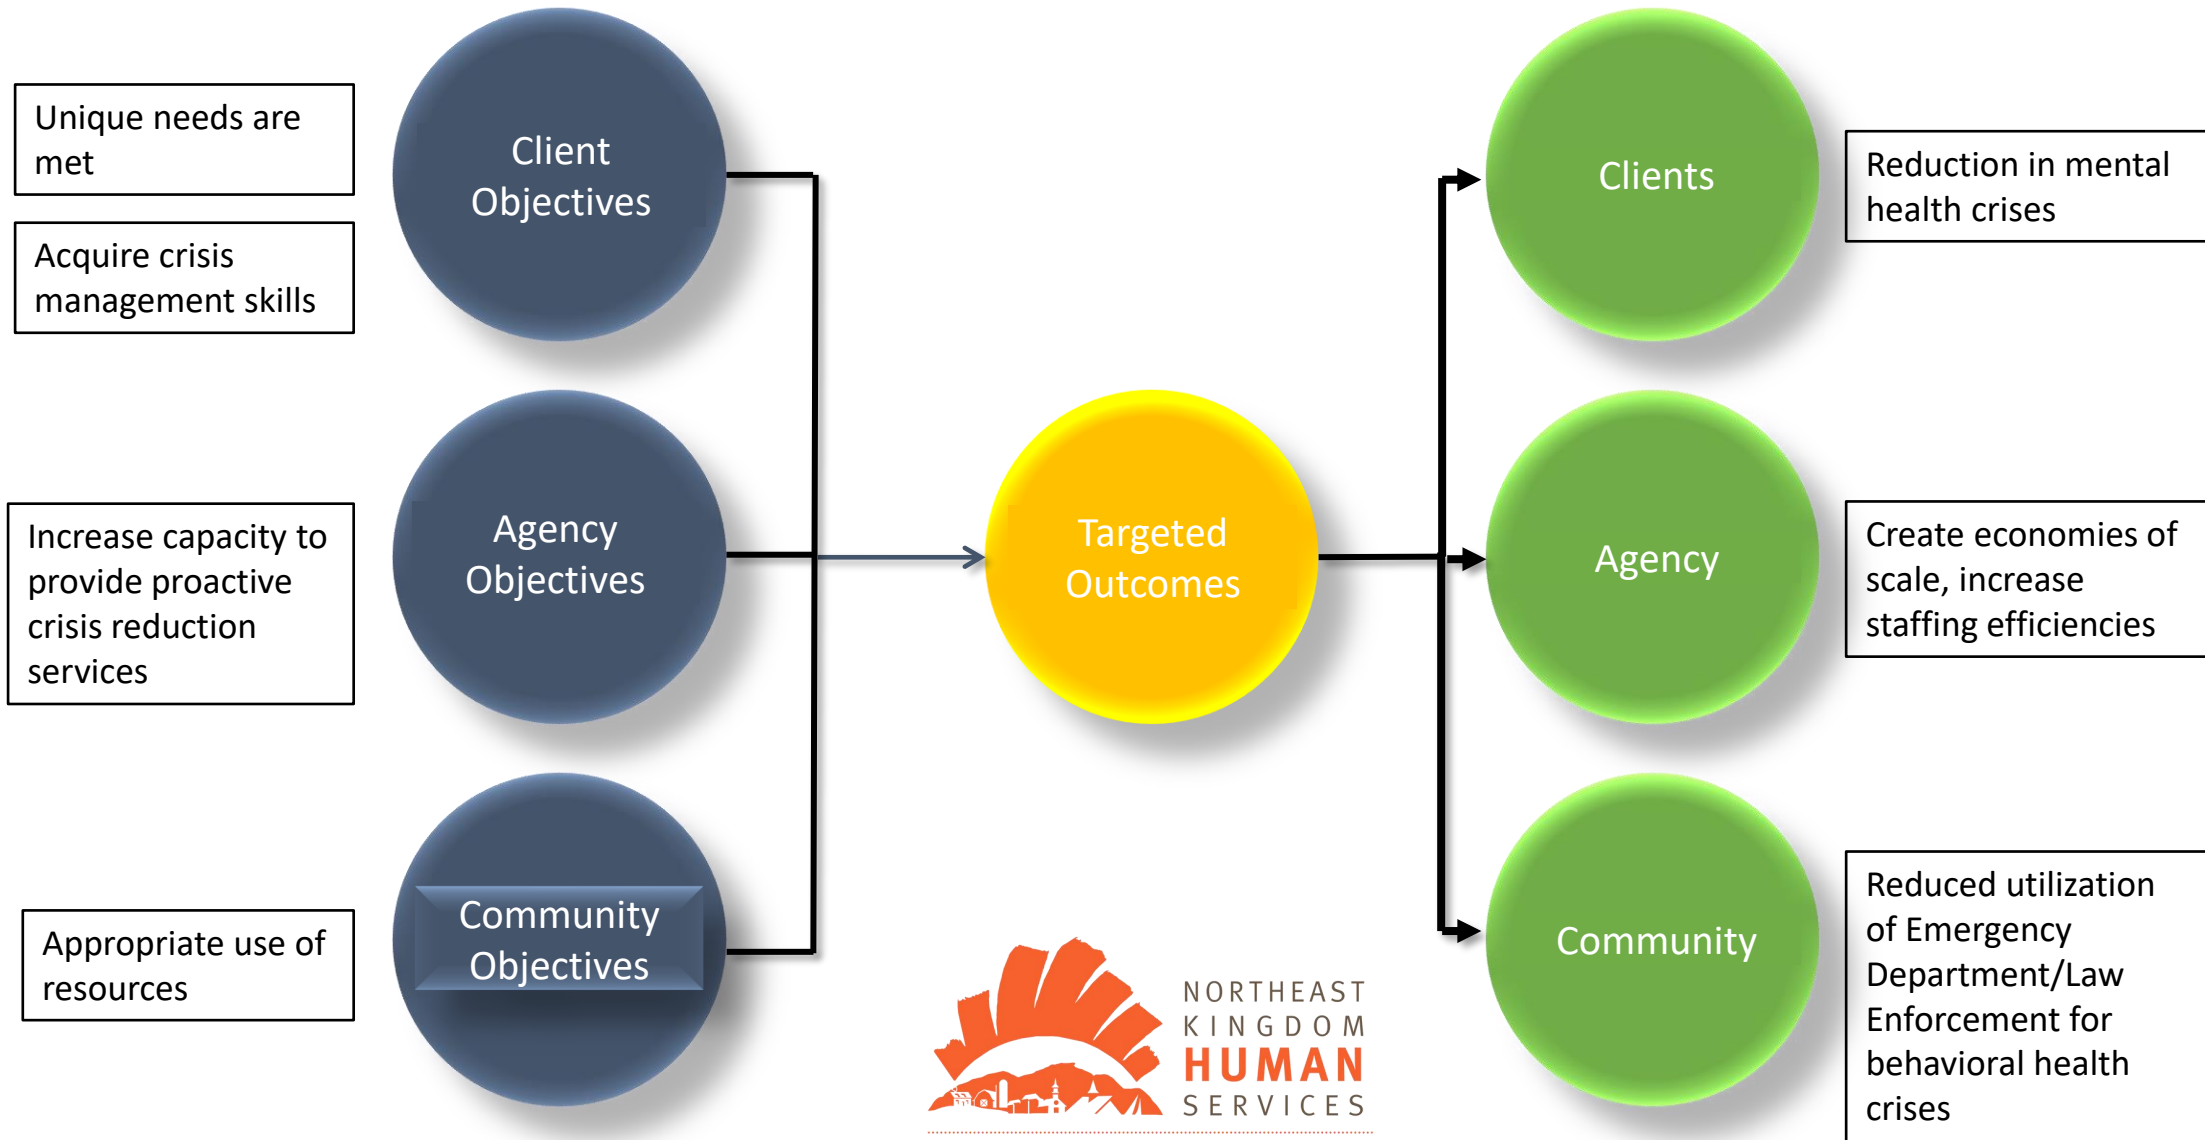 Unique needs are
met
Acquire crisis
management skills
Client
Objectives
Clients
Reduction in mental
health crises
Increase capacity to
provide proactive
crisis reduction
services
Agency
Objectives
Targeted
Outcomes
Agency
Create economies of
scale, increase
staffing efficiencies
Appropriate use of
resources
Community
Objectives
NORTHEAST
KINGDOM
HUMAN
SERVICES
Community
Reduced utilization
of Emergency
Department/Law
Enforcement for
behavioral health
crises